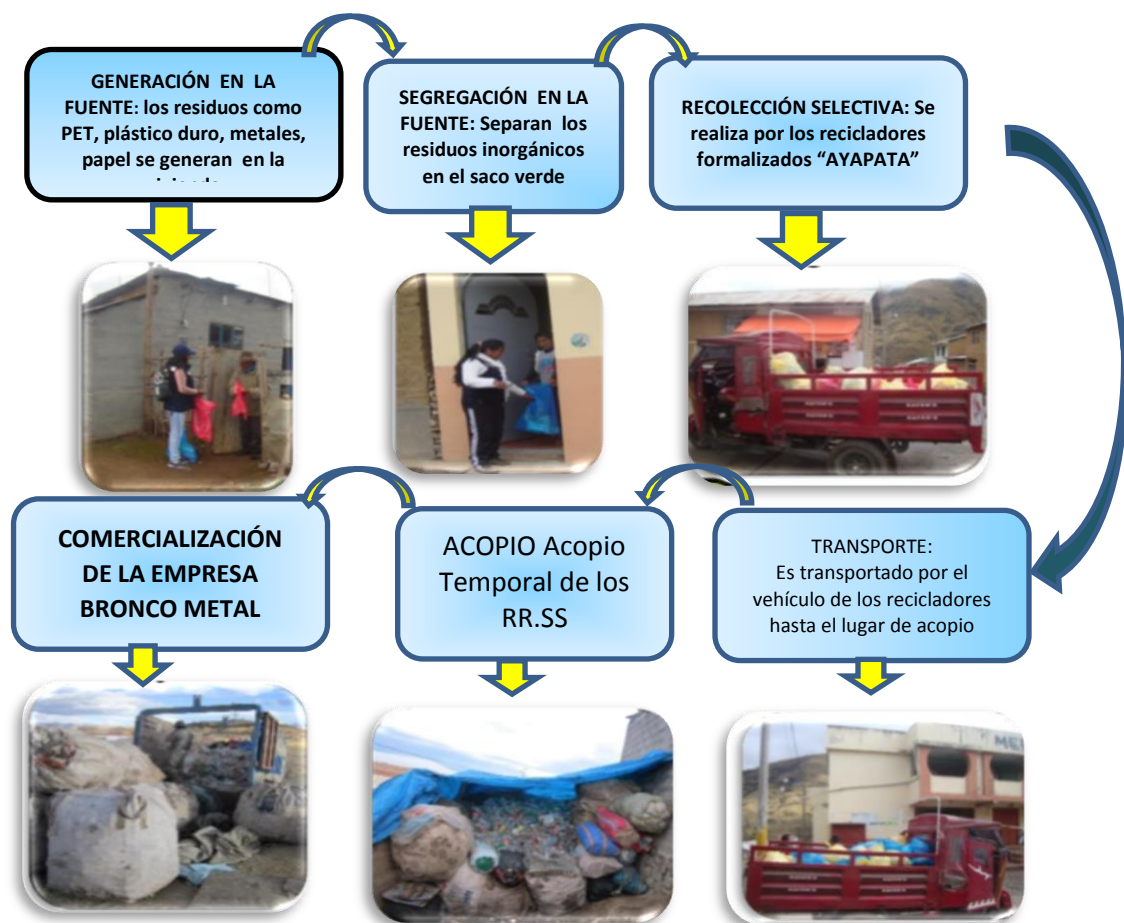 GENERACIÓN EN LA
FUENTE: los residuos como
PET, plástico duro, metales,
papel se generan en la
SEGREGACIÓN EN LA
FUENTE: Separan los
residuos inorgánicos
en el saco verde
RECOLECCIÓN SELECTIVA: Se
realiza por los recicladores
formalizados “AYAPATA”
TRANSPORTE:
Es transportado por el
vehículo de los recicladores
hasta el lugar de acopio
ACOPIO Acopio
Temporal de los
RR.SS
COMERCIALIZACIÓN
DE LA EMPRESA
BRONCO METAL